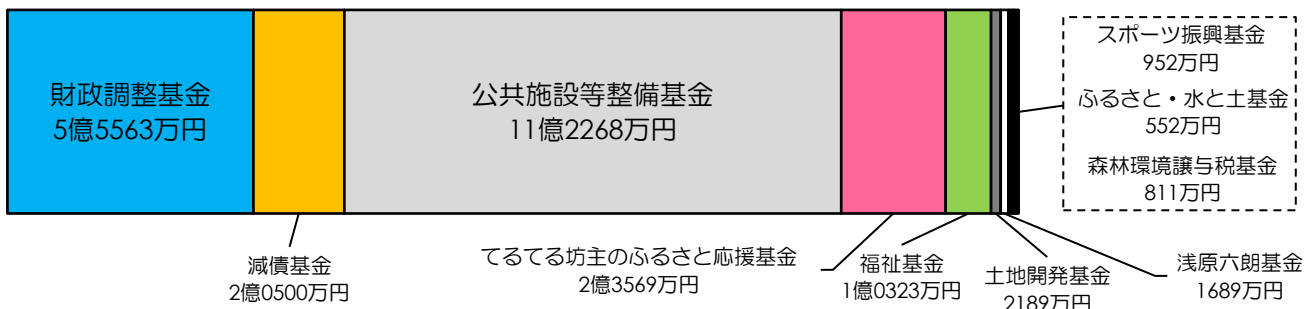 財政調整基金
5億5563万円
公共施設等整備基金
11億2268万円
スポーツ振興基金
952万円
ふるさと・水と土基金
552万円
森林環境譲与税基金
811万円
減債基金
2億0500万円
てるてる坊主のふるさと応援基金
2億3569万円
福祉基金
1億0323万円
土地開発基金
2189万円
浅原六朗基金
1689万円